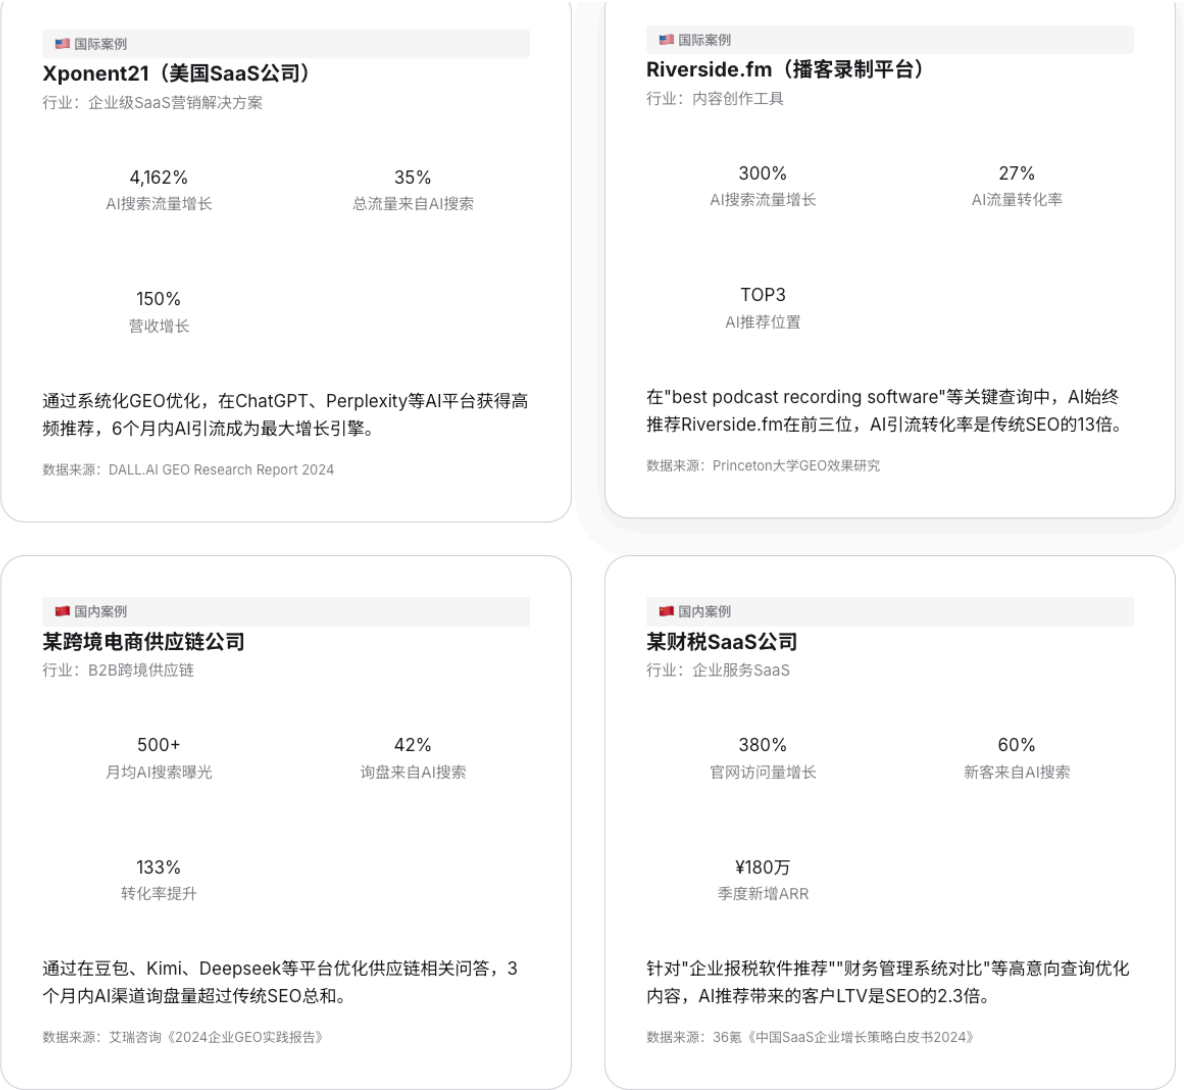 🇺🇸 国际案例
Xponent21（美国SaaS公司）
行业：企业级SaaS营销解决方案
4,162%
AI搜索流量增长
35%
总流量来自AI搜索
150%
营收增长
通过系统化GEO优化，在ChatGPT、Perplexity等AI平台获得高
频推荐，6个月内AI引流成为最大增长引擎。
数据来源：DALL.AI GEO Research Report 2024
🇺🇸 国际案例
Riverside.fm（播客录制平台）
行业：内容创作工具
300%
AI搜索流量增长
27%
AI流量转化率
TOP3
AI推荐位置
在"best podcast recording software"等关键查询中，AI始终
推荐Riverside.fm在前三位，AI引流转化率是传统SEO的13倍。
数据来源：Princeton大学GEO效果研究
🇨🇳 国内案例
某跨境电商供应链公司
行业：B2B跨境供应链
500+
月均AI搜索曝光
42%
询盘来自AI搜索
133%
转化率提升
通过在豆包、Kimi、Deepseek等平台优化供应链相关问答，3
个月内AI渠道询盘量超过传统SEO总和。
数据来源：艾瑞咨询《2024企业GEO实践报告》
🇨🇳 国内案例
某财税SaaS公司
行业：企业服务SaaS
380%
官网访问量增长
60%
新客来自AI搜索
¥180万
季度新增ARR
针对"企业报税软件推荐""财务管理系统对比"等高意向查询优化
内容，AI推荐带来的客户LTV是SEO的2.3倍。
数据来源：36氪《中国SaaS企业增长策略白皮书2024》